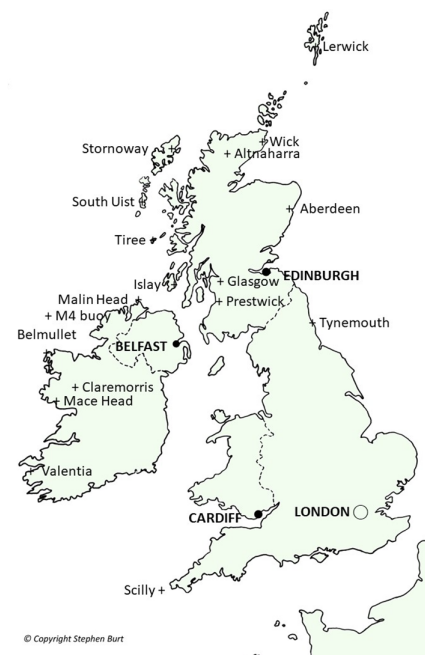 Lerwick
Wick
Stornoway
Altnaharra
South Uist
Aberdeen
Tiree
EDINBURGH
Islay
Glasgow
Malin Head
Prestwick
M4 buoy
Tynemouth
Belmullet
BELFAST
Claremorris
Mace Head
Valentia
LONDON
CARDIFF
Scilly
© Copyright Stephen Burt